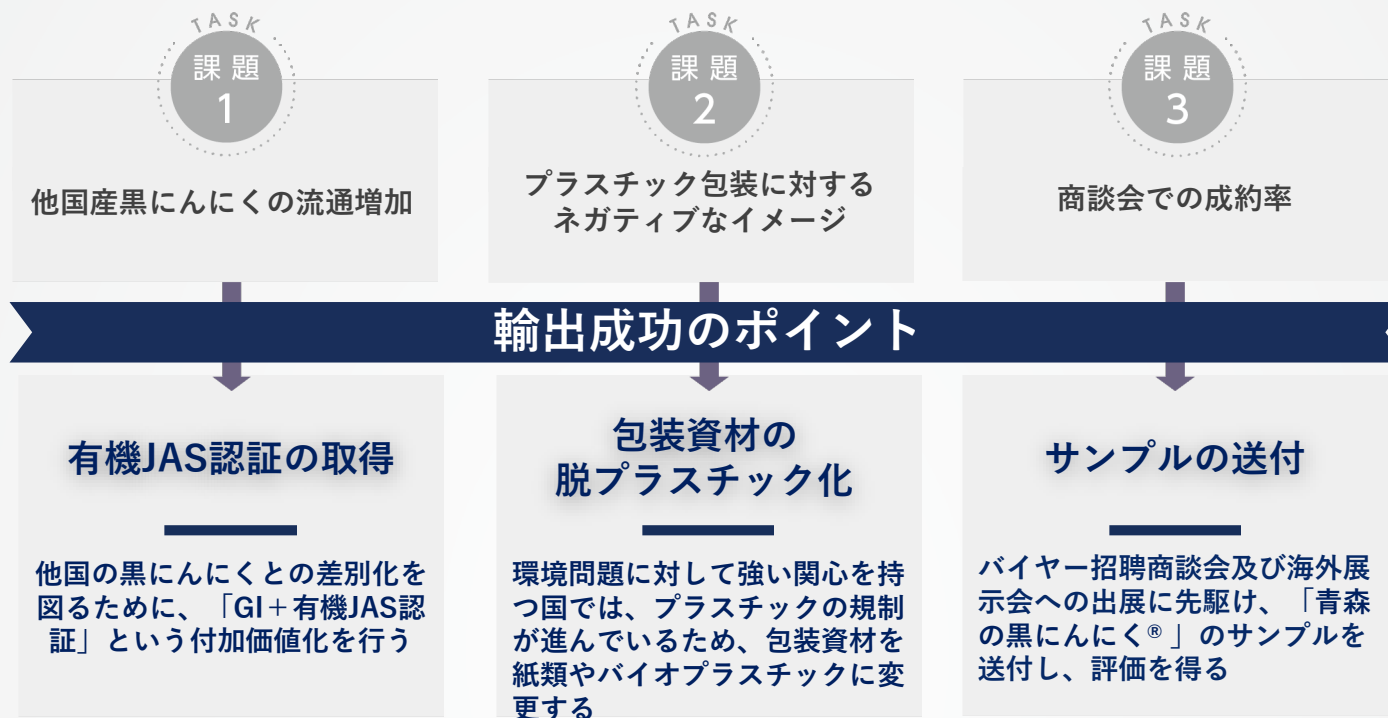 TASK
課題
1
他国産黒にんにくの流通増加
TASK
課題
2
プラスチック包装に対する
ネガティブなイメージ
TASK
課題
3
商談会での成約率
輸出成功のポイント
有機JAS認証の取得
他国の黒にんにくとの差別化を
図るために、「GI+有機JAS認
証」という付加価値化を行う
包装資材の
脱プラスチック化
環境問題に対して強い関心を持
つ国では、プラスチックの規制
が進んでいるため、包装資材を
紙類やバイオプラスチックに変
更する
サンプルの送付
バイヤー招聘商談会及び海外展
示会への出展に先駆け、「青森
の黒にんにく®」のサンプルを
送付し、評価を得る